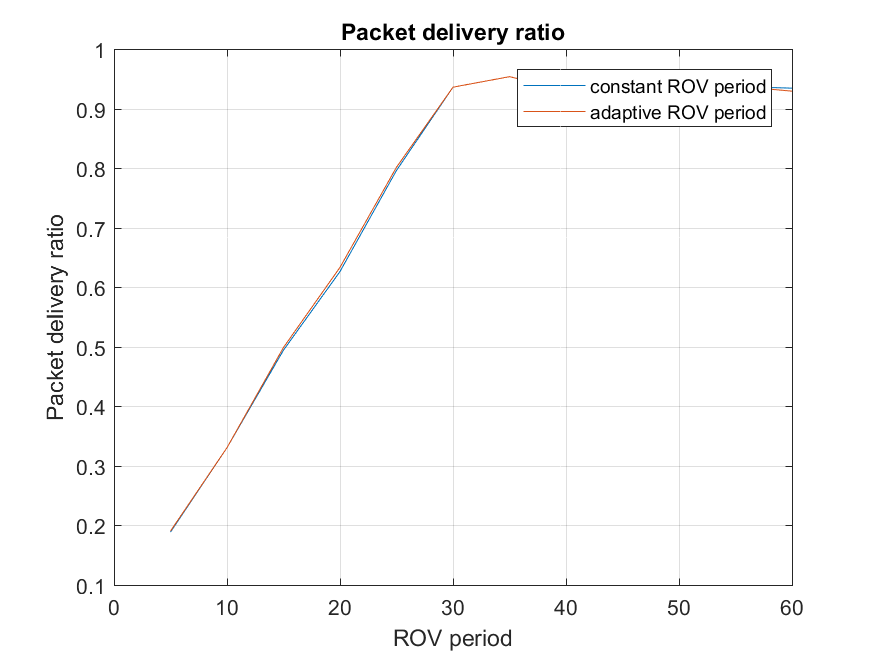 Packet delivery ratio
1
0.9
0.8
0.7
0.6
0.5
0.4
0.3
0.2
0.1
Packet delivery ratio
constant ROV period
adaptive ROV period
0 10 20 30 40 50 60
ROV period